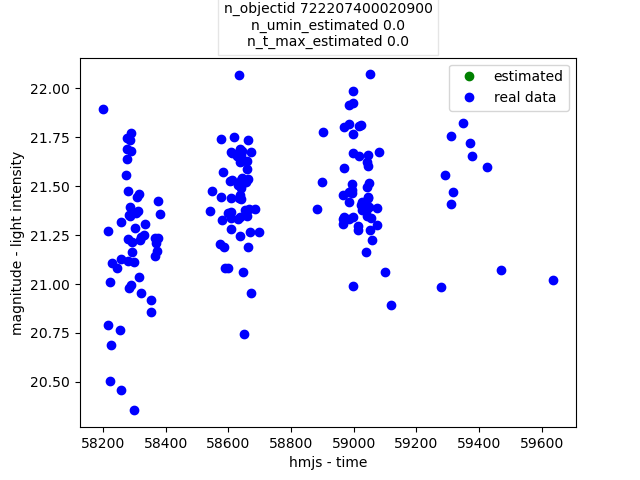 n_objectid 722207400020900
n_umin_estimated 0.0
n_t_max_estimated 0.0
estimated
real data
magnitude - light intensity
22.00
21.75
21.50
21.25
21.00
20.75
20.50
58200 58400 58600 58800 59000 59200 59400 59600
hmjs - time